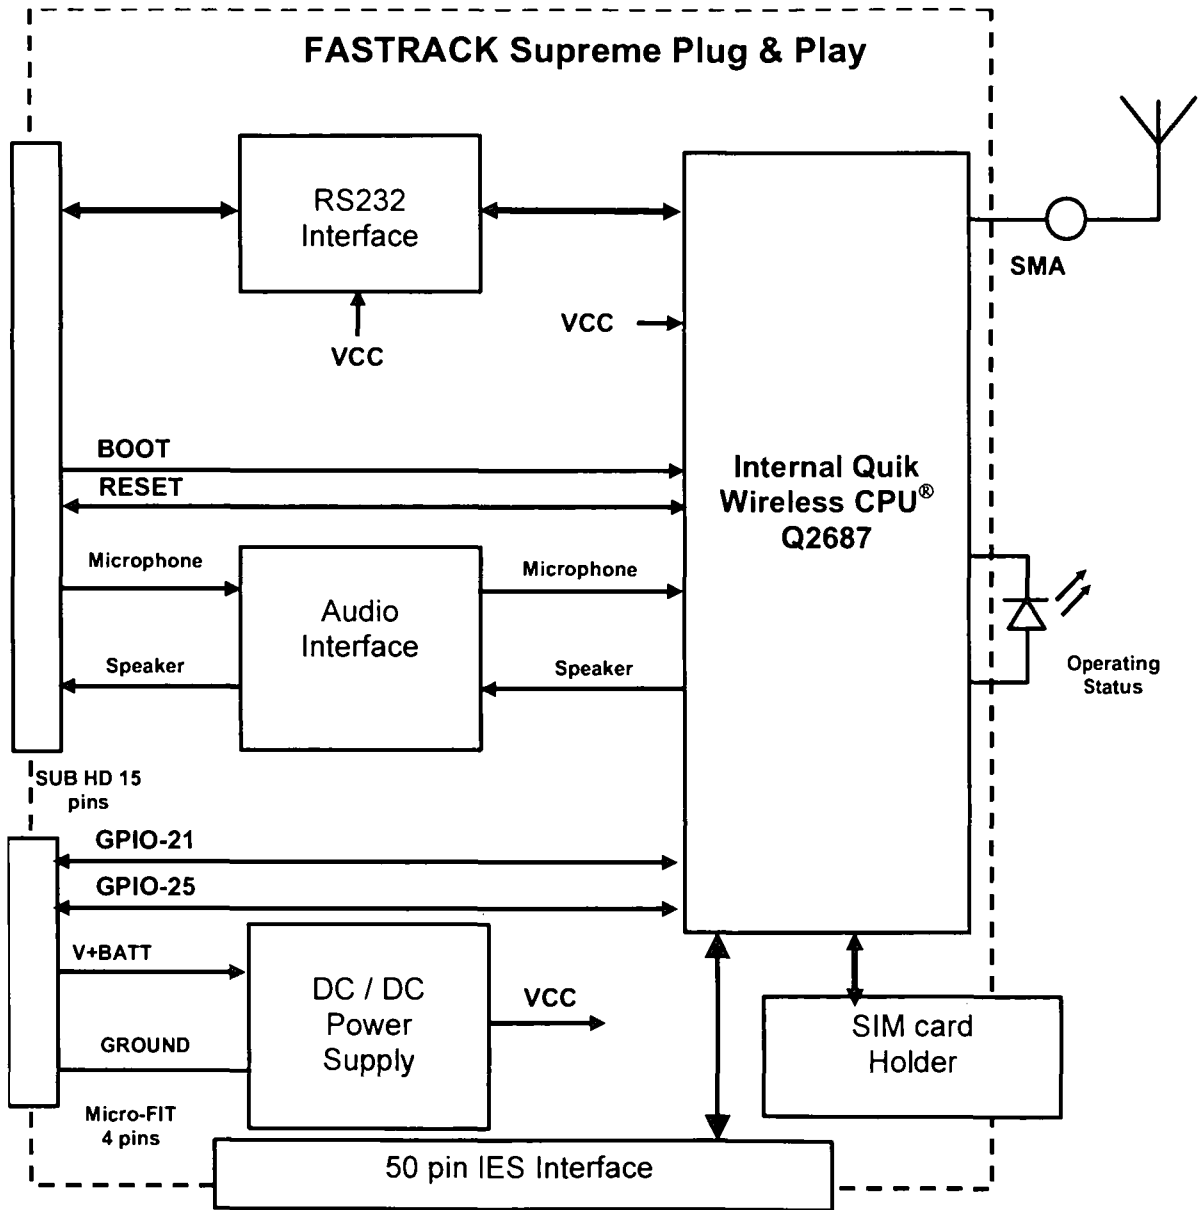 FASTRACK Supreme Plug & Play
RS232
Interface
SMA
VCC
VCC
BOOT
RESET
Internal Quik
Wireless CPU®
Q2687
Microphone
Microphone
Audio
Interface
Speaker
Speaker
Operating
Status
SUB HD 15
pins
GPIO-21
GPIO-25
V+BATT
DC / DC
Power
Supply
VCC
GROUND
SIM card
Holder
Micro-FIT
4 pins
50 pin IES Interface